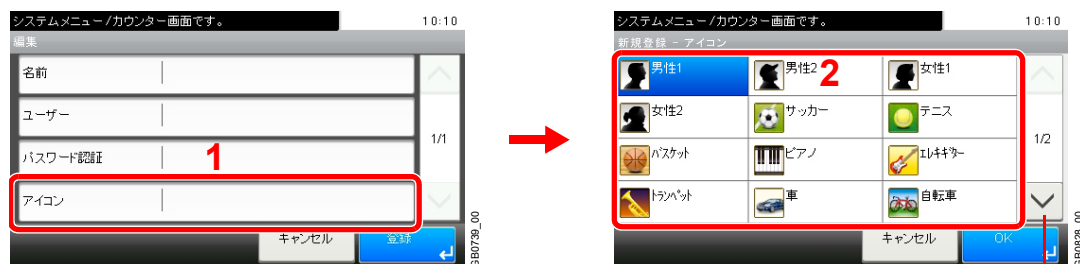 システムメニュー/カウンター画面です。 10:10
編集
名前
ユーザー
パスワード認証
アイコン
1
1/1
キャンセル 登録
GB0739_00
システムメニュー/カウンター画面です。 10:10
新規登録 - アイコン
男性1 男性2 女性1
2
女性2 サッカー テニス
バスケット ピアノ エレキギター
トランペット 車 自転車
1/2
キャンセル OK
GB0828_00